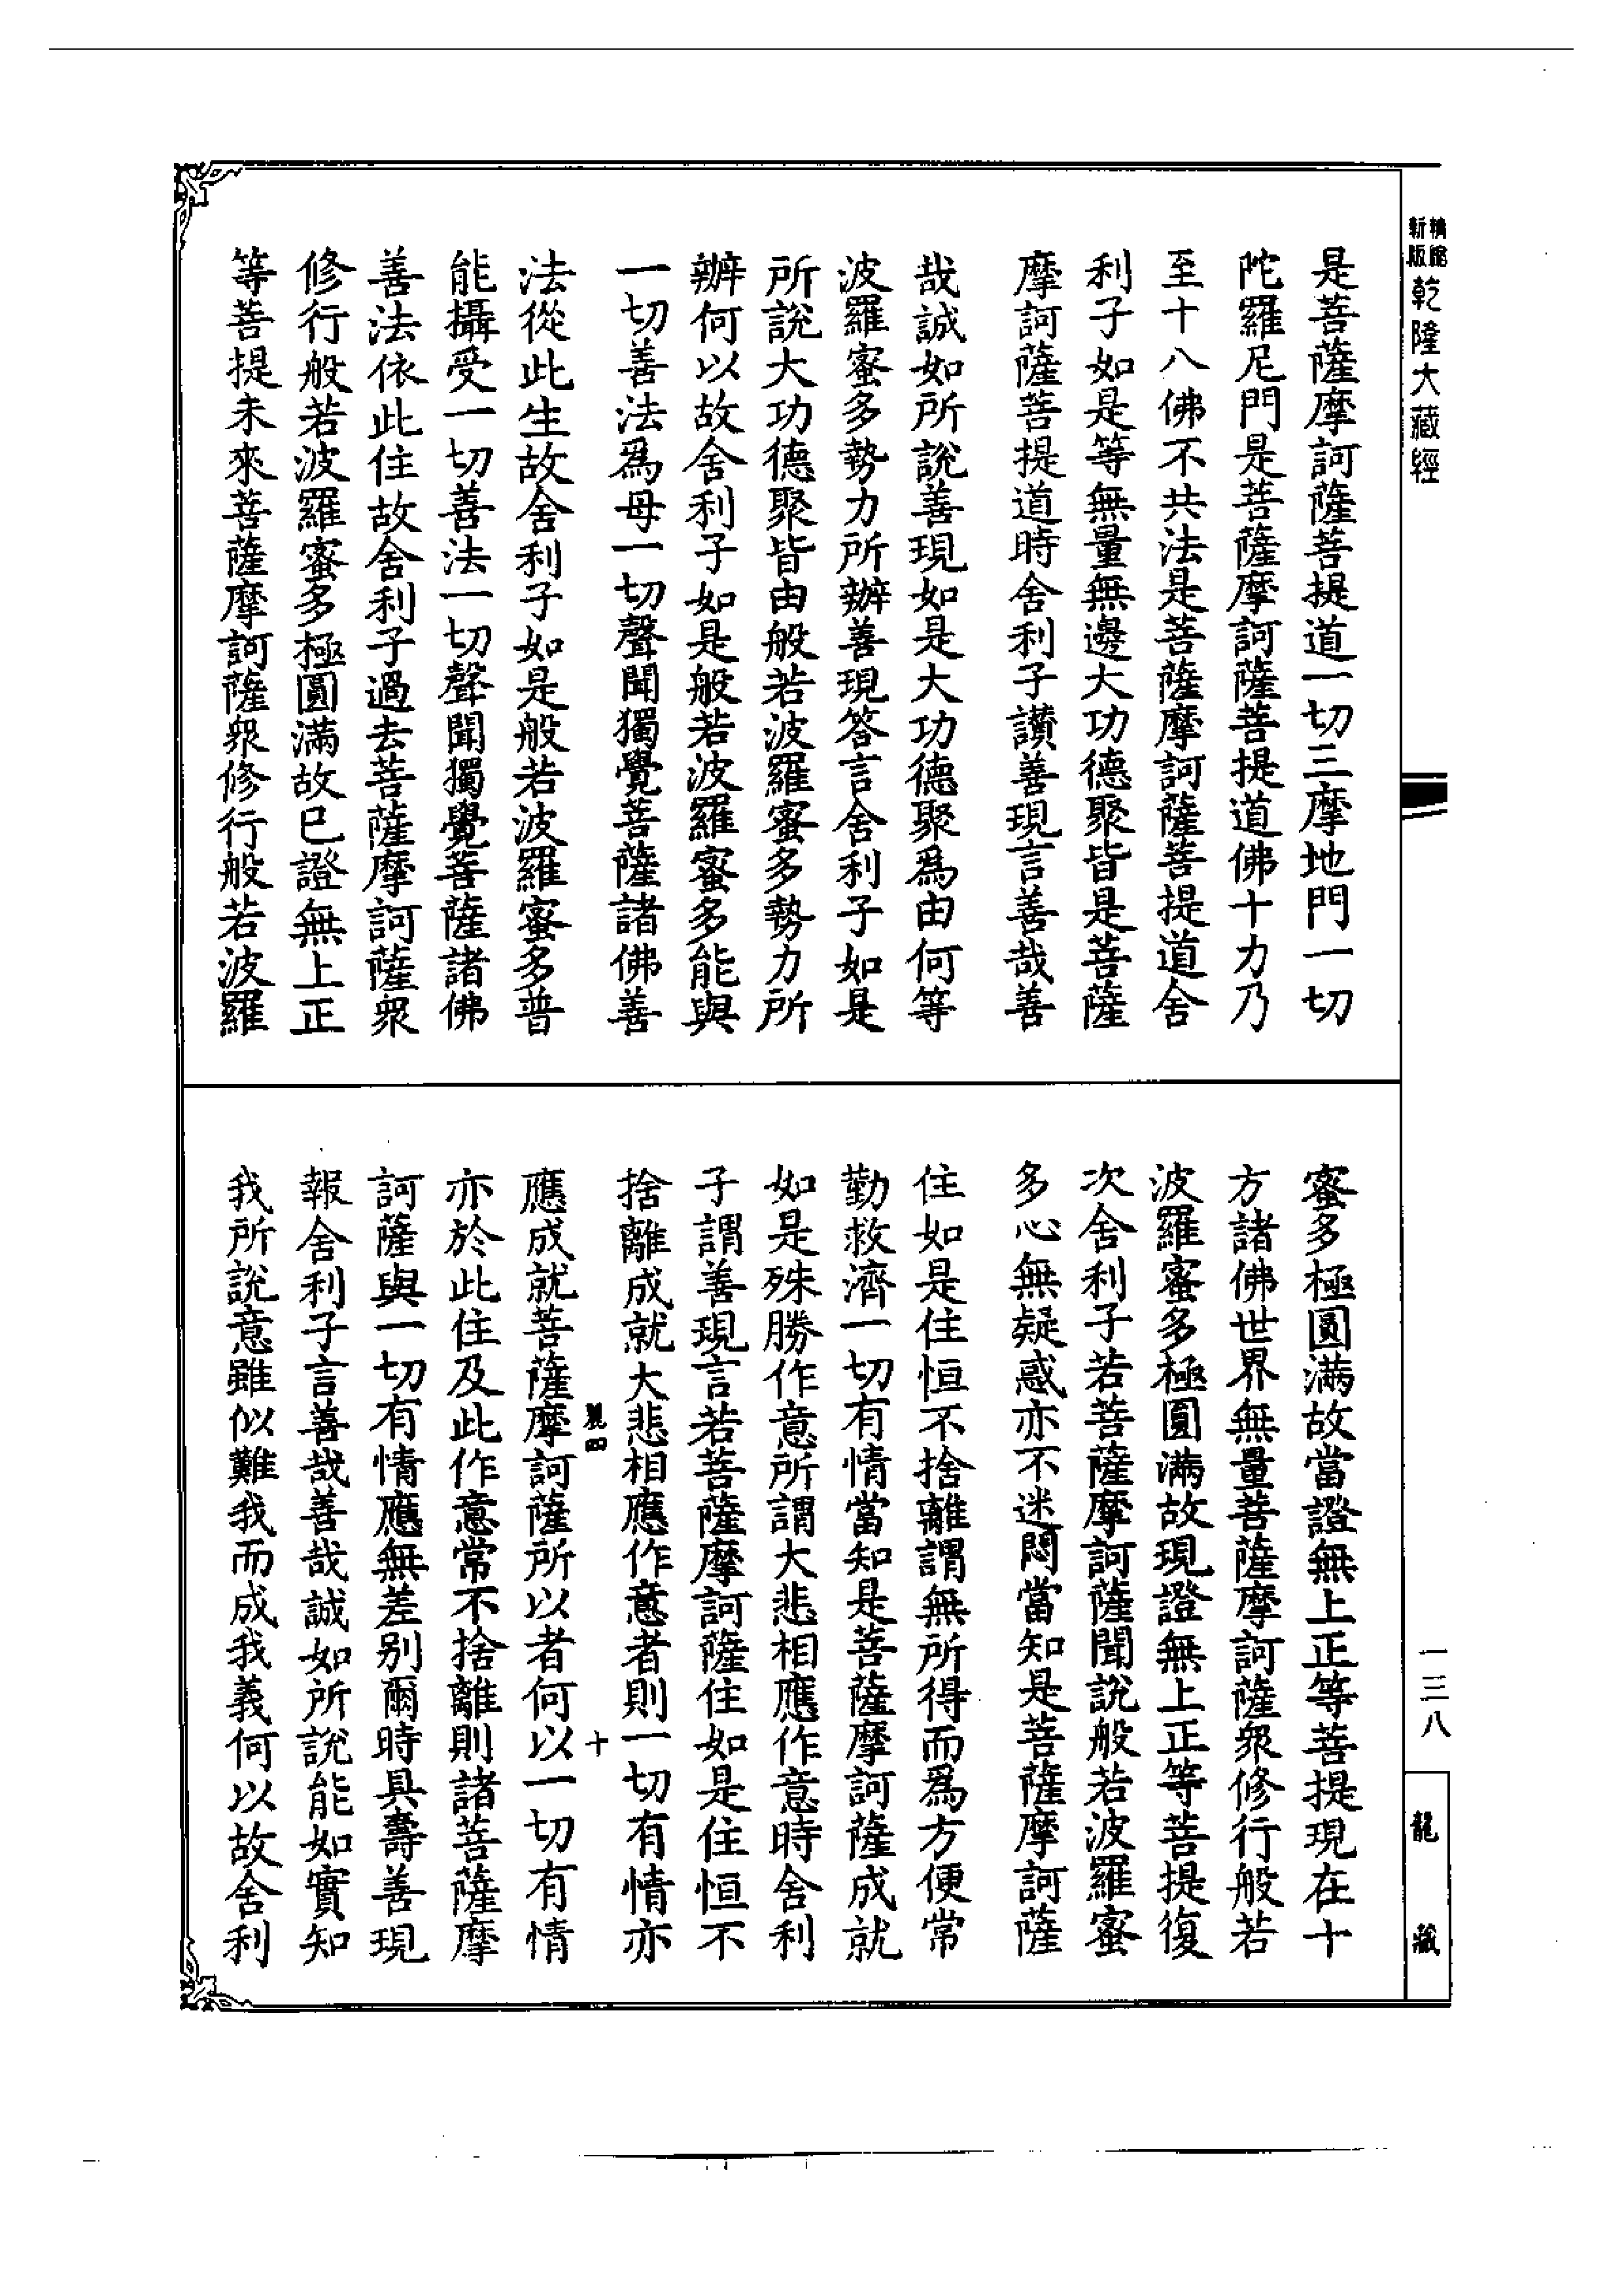 新版精縮乾隆大藏經
是菩薩摩訶薩菩提道一切三摩地門一切
陀羅尼門是菩薩摩訶薩菩提道佛十力乃
至十八佛不共法是菩薩摩訶薩菩提道舍
利子如是等無量無邊大功德聚皆是菩薩
摩訶薩菩提道時舍利子讚善現言善哉善
哉誠如所說善現如是大功德聚爲由何等
波羅蜜多勢力所辦善現答言舍利子如是
所說大功德聚皆由般若波羅蜜多勢力所
辦何以故舍利子如是般若波羅蜜多能與
一切善法爲母一切聲聞獨覺菩薩諸佛善
法從此生故舍利子如是般若波羅蜜多普
能攝受一切善法一切聲聞獨覺菩薩諸佛
善法依此住故舍利子過去菩薩摩訶薩衆
修行般若波羅蜜多極圓滿故已證無上正
等菩提未來菩薩摩訶薩衆修行般若波羅
蜜多極圓滿故當證無上正等菩提現在十
方諸佛世界無量菩薩摩訶薩衆修行般若
波羅蜜多極圓滿故現證無上正等菩提復
次舍利子若菩薩摩訶薩聞說般若波羅蜜
多心無疑惑亦不迷悶當知是菩薩摩訶薩
住如是住恒不捨離謂無所得而爲方便常
勤救濟一切有情當知是菩薩摩訶薩成就
如是殊勝作意所謂大悲相應作意時舍利
子謂善現言若菩薩摩訶薩住如是住恒不
捨離成就大悲相應作意者則一切有情亦
應成就菩薩摩訶薩所以者何以一切有情
亦於此住及此作意常不捨離則諸菩薩摩
訶薩與一切有情應無差别爾時具壽善現
報舍利子言善哉善哉誠如所說能如實知
我所說意雖似難我而成我義何以故舍利
麗四
十
一三八
龍藏